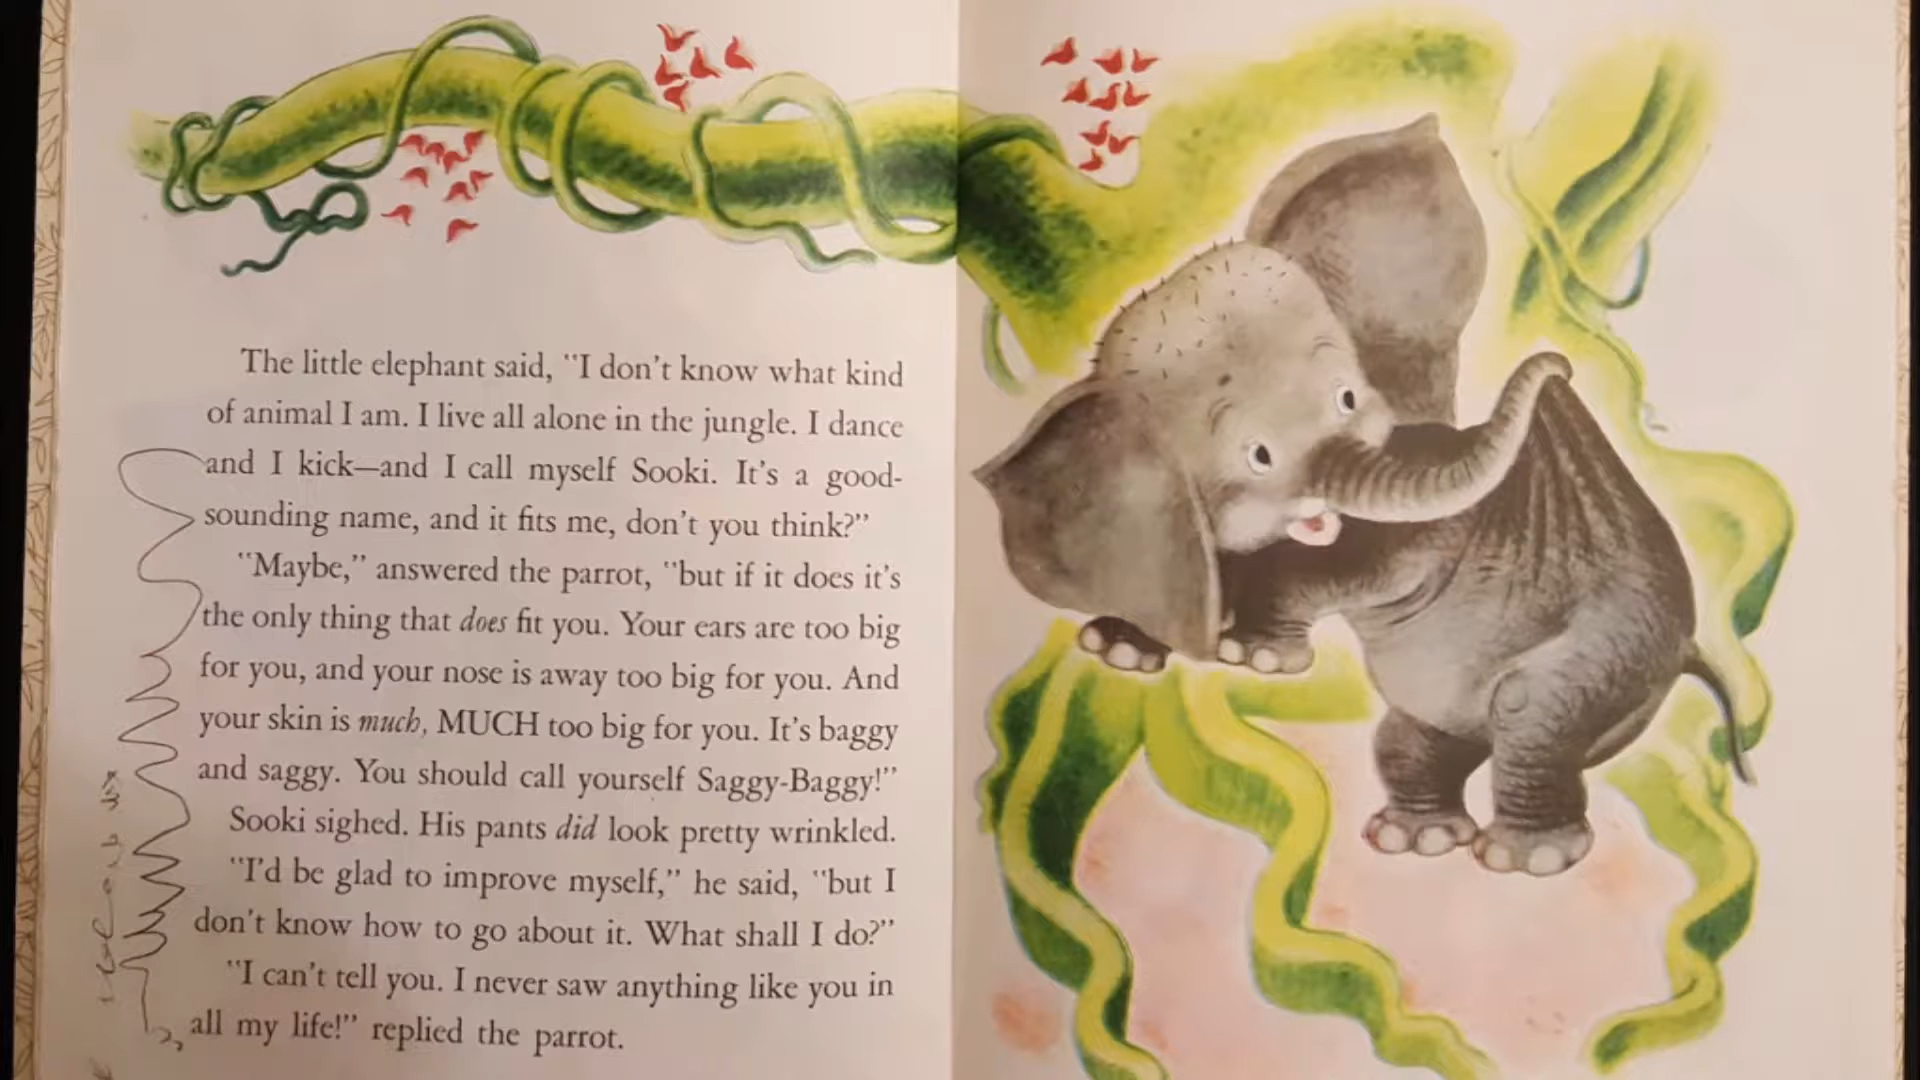 The little elephant said, "I don't know what kind
of animal I am. I live all alone in the jungle. I dance
and I kick—and I call myself Sooki. It's a good-
sounding name, and it fits me, don't you think?"
"Maybe," answered the parrot, "but if it does it's
the only thing that does fit you. Your ears are too big
for you, and your nose is away too big for you. And
your skin is much, MUCH too big for you. It's baggy
and saggy. You should call yourself Saggy-Baggy!"
Sooki sighed. His pants did look pretty wrinkled.
"I'd be glad to improve myself," he said, "but I
don't know how to go about it. What shall I do?"
"I can't tell you. I never saw anything like you in
all my life!" replied the parrot.